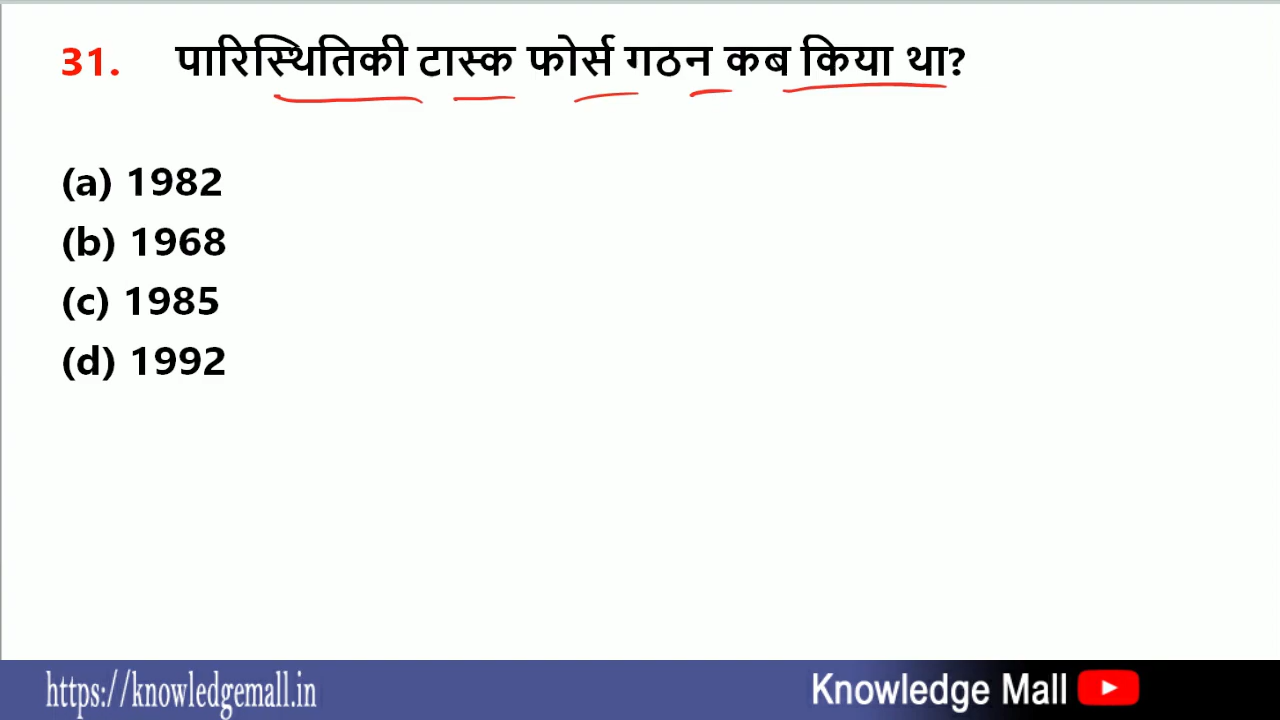 31. पारिस्थितिकी टास्क फोर्स गठन कब किया था?
(a) 1982
(b) 1968
(c) 1985
(d) 1992
https://knowledgemall.in Knowledge Mall